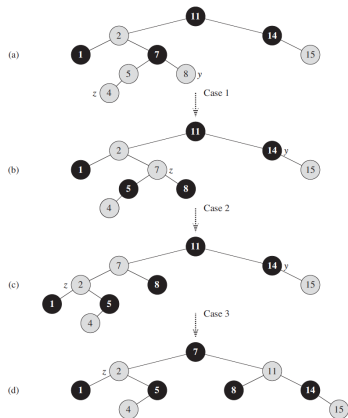 11
2 14
(a) 1 7 15
5 8 y
z 4
Case 1
11
2 14 y
(b) 1 7 z 15
5 8
4
Case 2
11
7 14 y
(c) z 2 8 15
1 5
4
Case 3
7
z 2 11
(d) 1 5 8 14
4 15